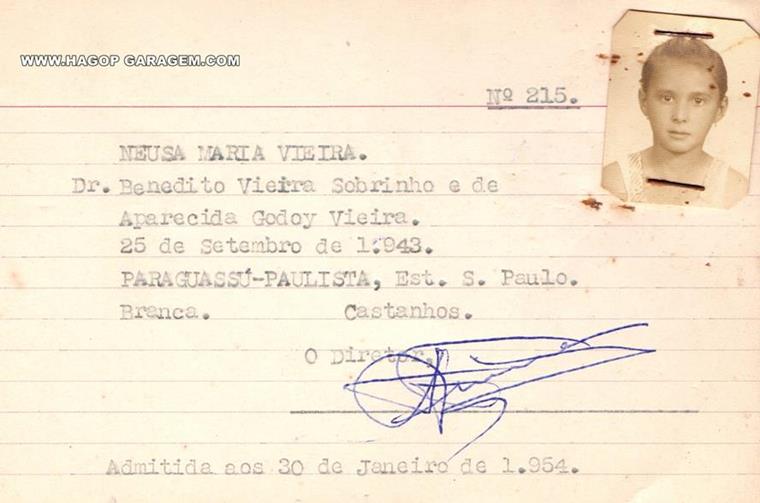 WWW.HAGOP GARAGEM.COM
Nº 215.
NEUSA MARIA VIEIRA.
Dr. Benedito Vieira Sobrinho e de
Aparecida Godoy Vieira.
25 de Setembro de 1.943.
PARAGUASSÚ-PAULISTA, Est. S. Paulo.
Branca. Castanhos.
O Diretor,
Admitida aos 30 de Janeiro de 1.954.